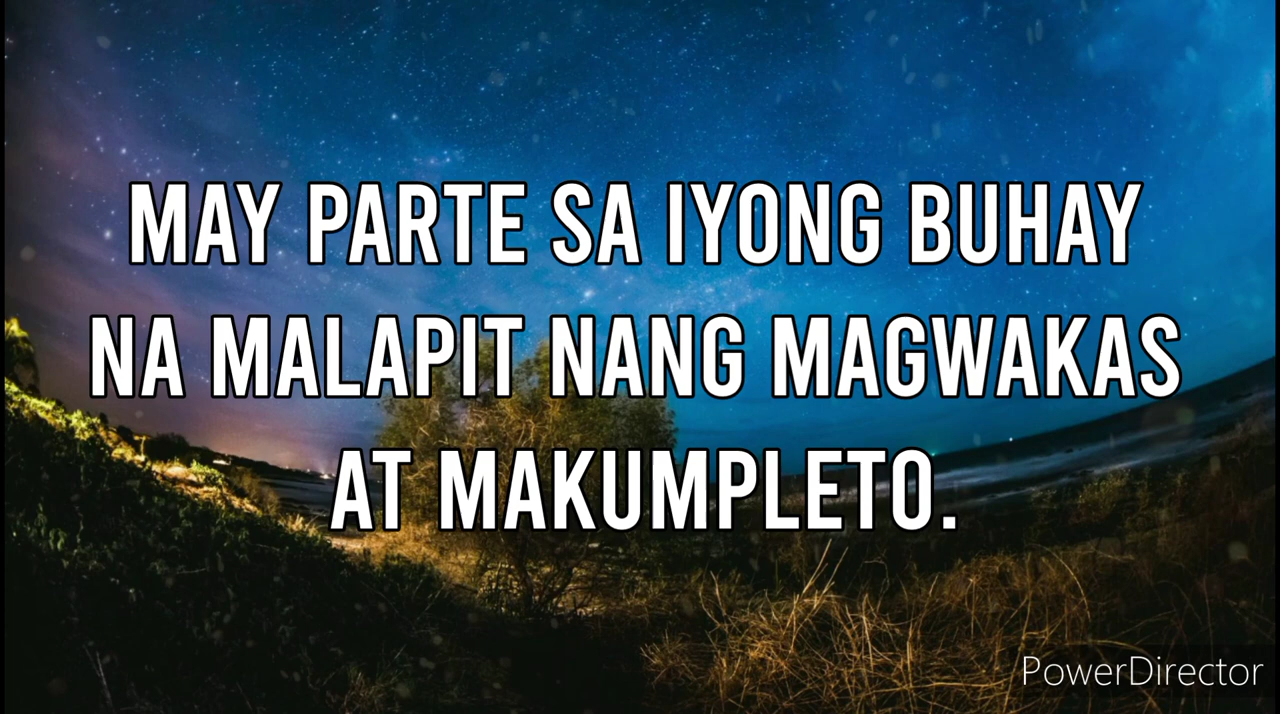 MAY PARTE SA IYONG BUHAY
NA MALAPIT NANG MAGWAKAS
AT MAKUMPLETO.
PowerDirector